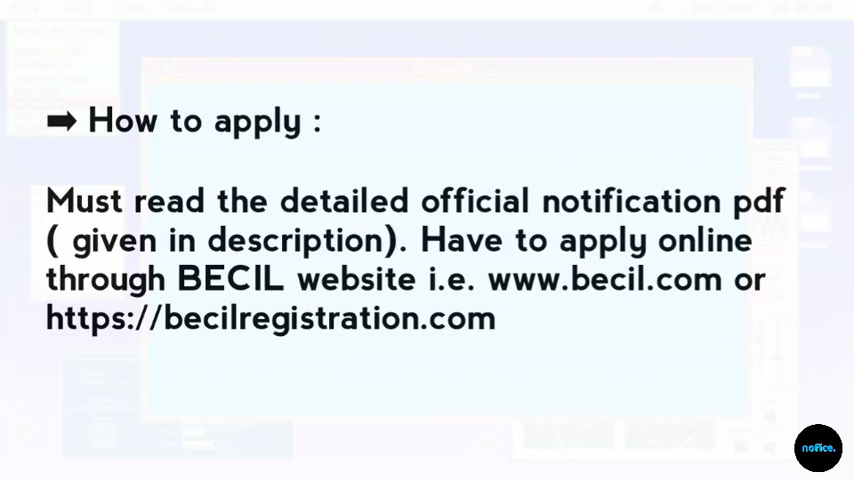 ➡ How to apply :
Must read the detailed official notification pdf
( given in description). Have to apply online
through BECIL website i.e. www.becil.com or
https://becilregistration.com
nofice.